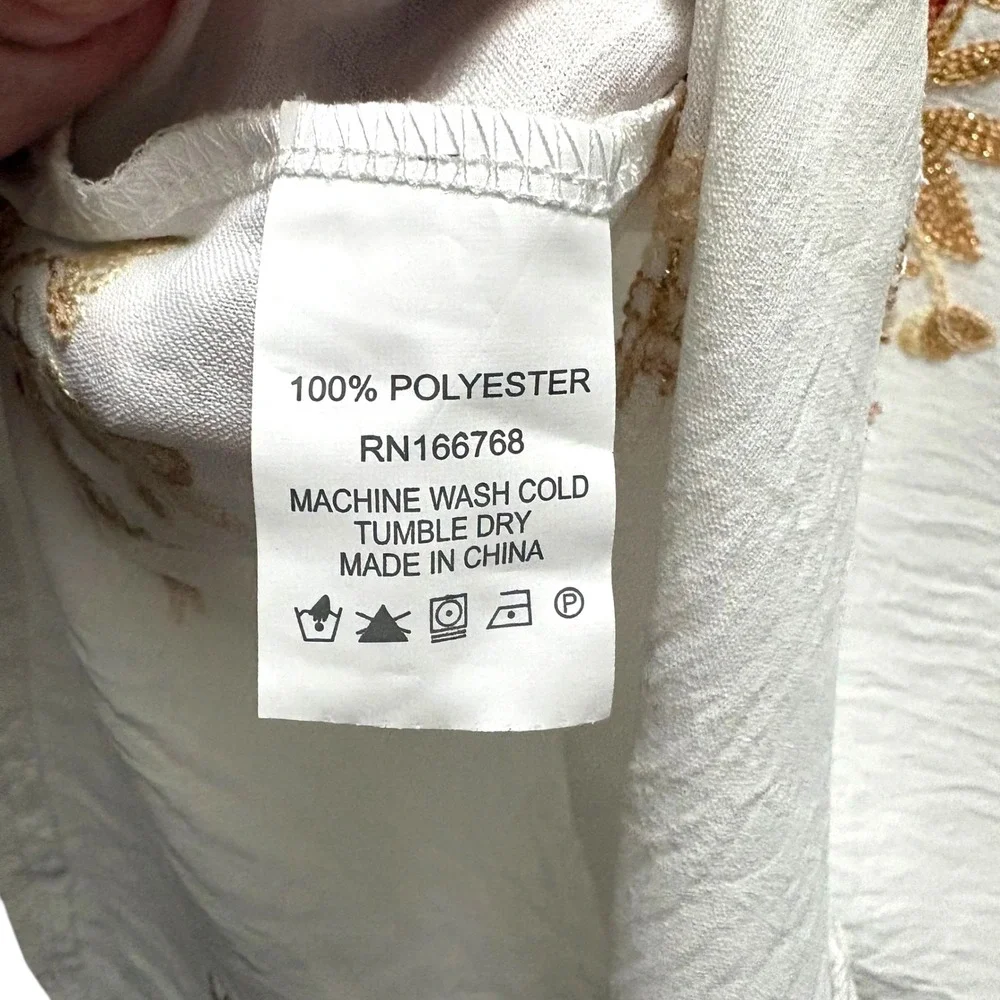 100% POLYESTER
RN166768
MACHINE WASH COLD
TUMBLE DRY
MADE IN CHINA
P